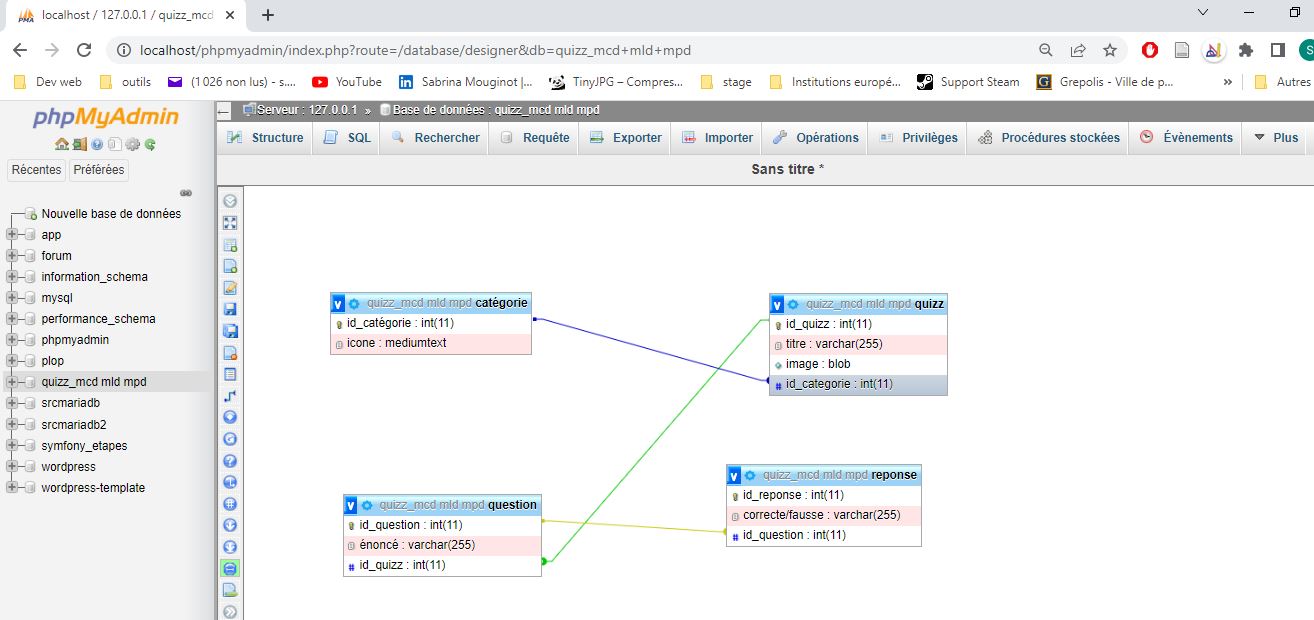 localhost / 127.0.0.1 / quizz_mcd
localhost/phpmyadmin/index.php?route=/database/designer&db=quizz_mcd+mld+mpd
Dev web outils (1 026 non lus) - s... YouTube Sabrina Mouginot |... TinyJPG – Compres... stage Institutions europé... Support Steam Grepolis - Ville de p... » Autres
phpMyAdmin
Récentes Préférées
Nouvelle base de données
app
forum
information_schema
mysql
performance_schema
phpmyadmin
plop
quizz_mcd mld mpd
srcmariadb
srcmariadb2
symfony_etapes
wordpress
wordpress-template
Serveur : 127.0.0.1 » Base de données : quizz_mcd mld mpd
Structure SQL Rechercher Requête Exporter Importer Opérations Privilèges Procédures stockées Évènements Plus
Sans titre *
quizz_mcd mld mpd catégorie
id_catégorie : int(11)
icone : mediumtext
quizz_mcd mld mpd quizz
id_quizz : int(11)
titre : varchar(255)
image : blob
id_categorie : int(11)
quizz_mcd mld mpd question
id_question : int(11)
énoncé : varchar(255)
id_quizz : int(11)
quizz_mcd mld mpd reponse
id_reponse : int(11)
correcte/fausse : varchar(255)
id_question : int(11)